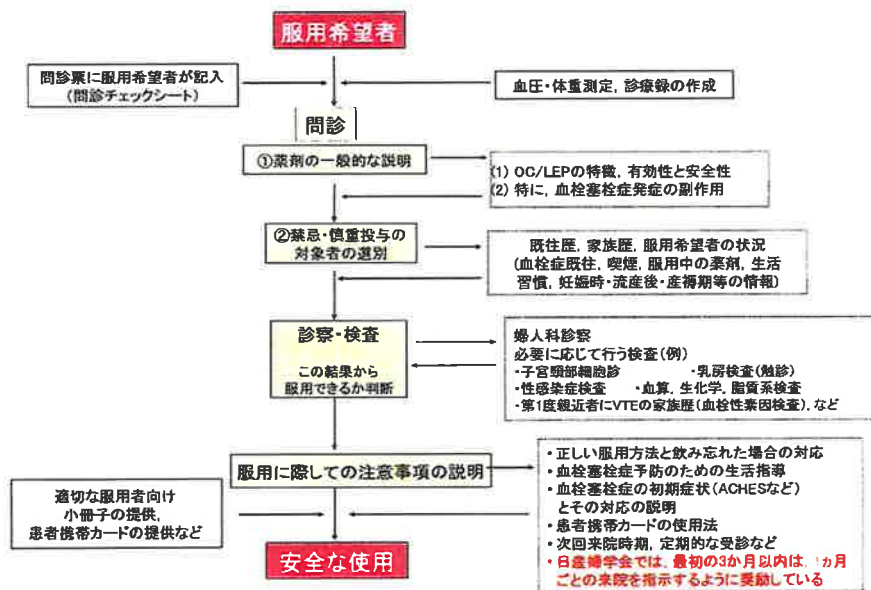 服用希望者
問診票に服用希望者が記入
(問診チェックシート)
血圧・体重測定, 診療録の作成
問診
①薬剤の一般的な説明
(1) OC/LEPの特徴, 有効性と安全性
(2) 特に, 血栓塞栓症発症の副作用
②禁忌・慎重投与の
対象者の選別
既往歴, 家族歴, 服用希望者の状況
(血栓症既往, 喫煙, 服用中の薬剤, 生活
習慣, 妊娠時・流産後・産褥期等の情報)
診察・検査
この結果から
服用できるか判断
婦人科診察
必要に応じて行う検査(例)
・子宮頸部細胞診 ・乳房検査(触診)
・性感染症検査 ・血算, 生化学, 脂質系検査
・第1度親近者にVTEの家族歴(血栓性素因検査), など
服用に際しての注意事項の説明
・正しい服用方法と飲み忘れた場合の対応
・血栓塞栓症予防のための生活指導
・血栓塞栓症の初期症状(ACHESなど)
とその対応の説明
・患者携帯カードの使用法
・次回来院時期, 定期的な受診など
・日産婦学会では, 最初の3か月以内は, 1ヵ月
ごとの来院を指示するように奨励している
適切な服用者向け
小冊子の提供,
患者携帯カードの提供など
安全な使用